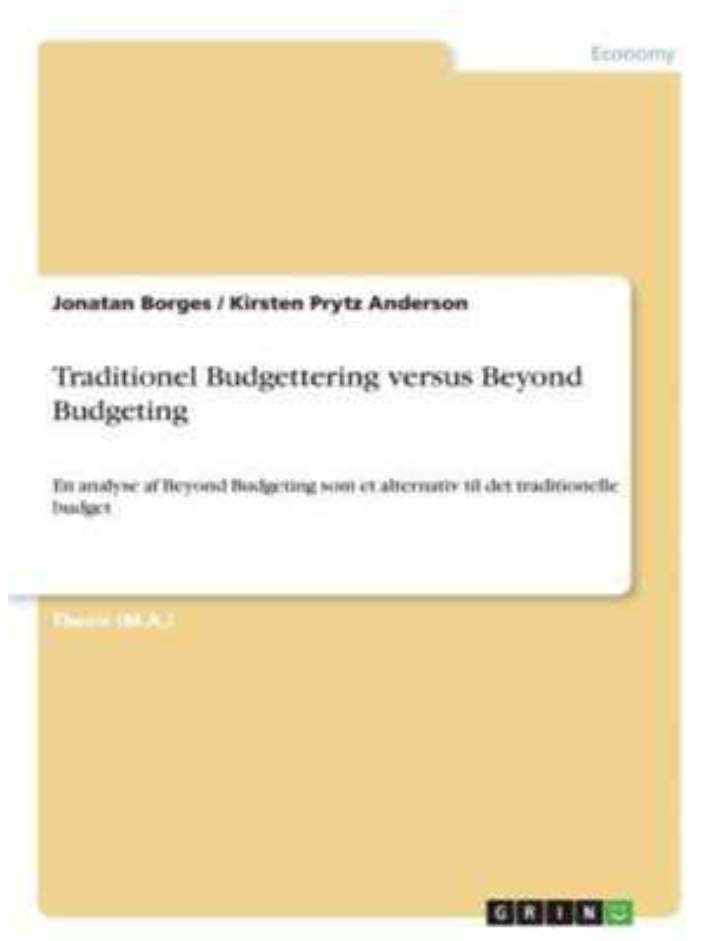 Economy
Jonatan Borges / Kirsten Prytz Anderson
Traditionel Budgettering versus Beyond
Budgeting
En analyse af Beyond Budgeting som et alternativ til det traditionelle
budget
Thesis (M.A.)
GRIN